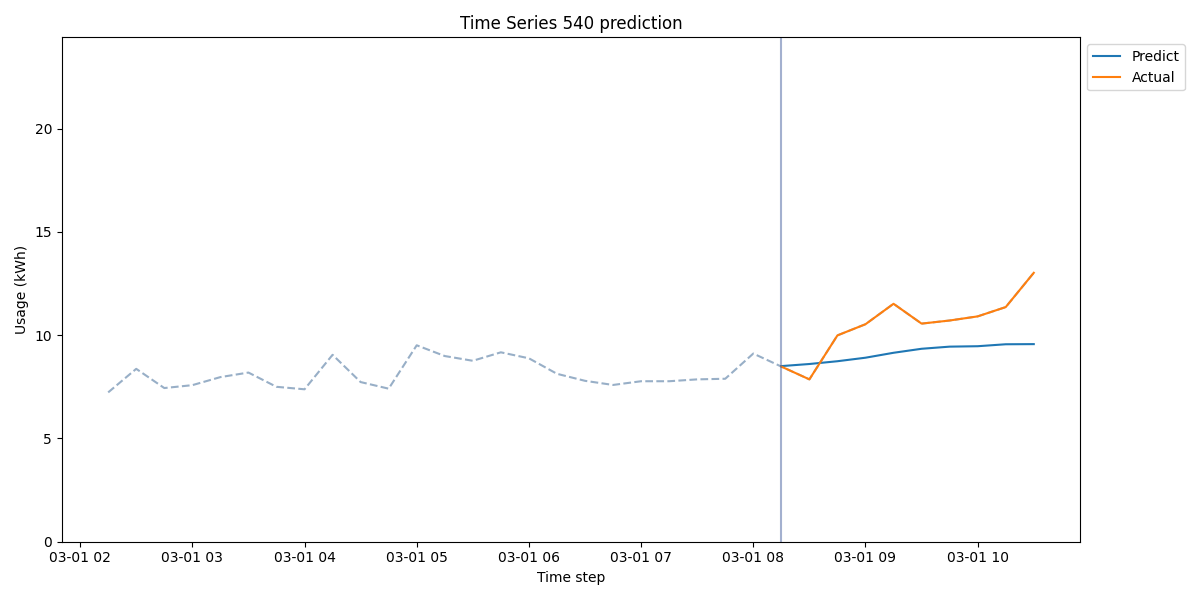 Time Series 540 prediction
Predict
Actual
Usage (kWh)
20
15
10
5
0
03-01 02
03-01 03
03-01 04
03-01 05
03-01 06
03-01 07
03-01 08
03-01 09
03-01 10
Time step